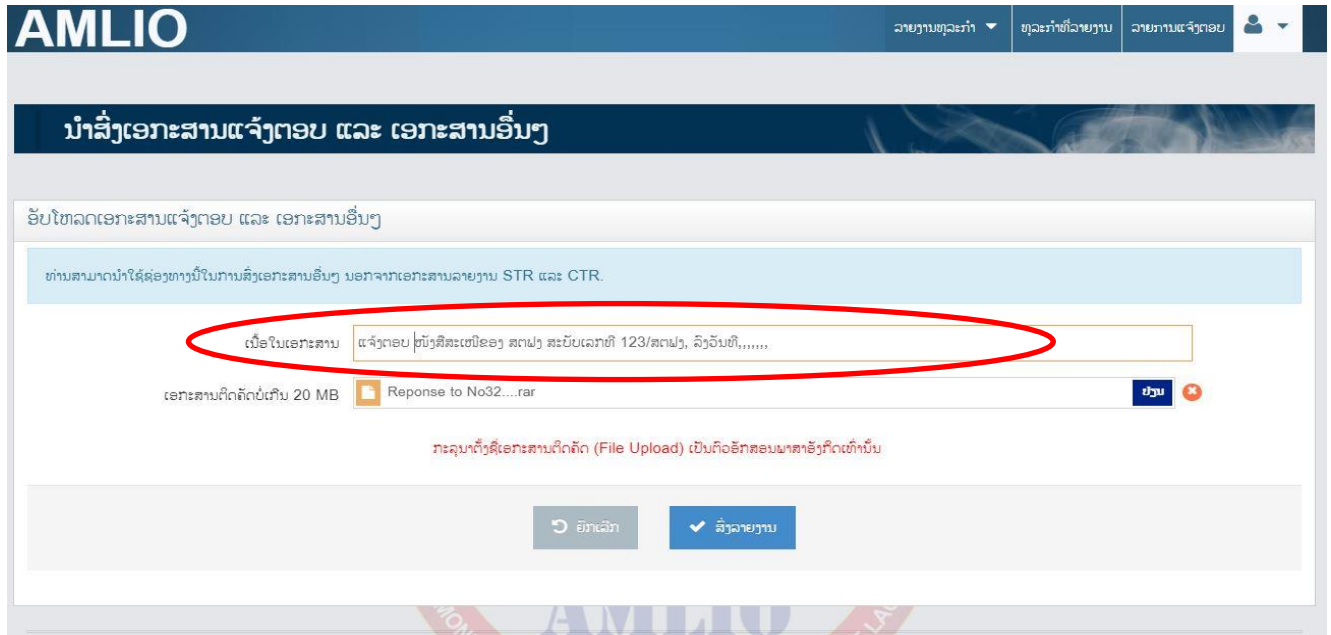 AMLIO
ລາຍງານທຸລະກຳ
ທຸລະກຳທີ່ລາຍງານ
ລາຍການແຈ້ງຕອບ
ນຳສົ່ງເອກະສານແຈ້ງຕອບ ແລະ ເອກະສານອື່ນໆ
ອັບໂຫລດເອກະສານແຈ້ງຕອບ ແລະ ເອກະສານອື່ນໆ
ທ່ານສາມາດນຳໃຊ້ຊ່ອງທາງນີ້ໃນການສົ່ງເອກະສານອື່ນໆ ນອກຈາກເອກະສານລາຍງານ STR ແລະ CTR.
ເນື້ອໃນເອກະສານ
ແຈ້ງຕອບ ໜັງສືສະເໜີຂອງ ສຕຟງ ສະບັບເລກທີ 123/ສຕຟງ, ລົງວັນທີ,,,,,,,
ເອກະສານຕິດຄັດບໍ່ເກີນ 20 MB
Reponse to No32....rar
ປ່ຽນ
ກະລຸນາຕັ້ງຊື່ເອກະສານຕິດຄັດ (File Upload) ເປັນຕົວອັກສອນພາສາອັງກິດເທົ່ານັ້ນ
ຍົກເລີກ
ສົ່ງລາຍງານ
AMLIO